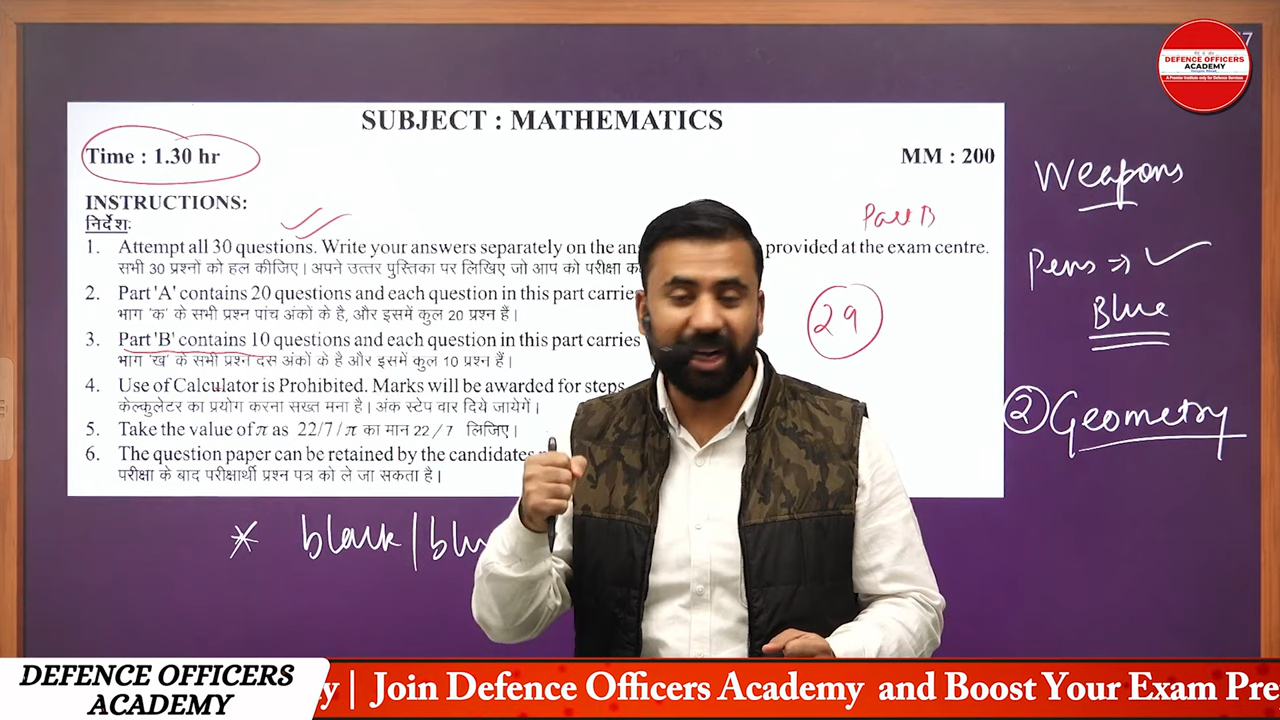 DEFENCE OFFICERS
ACADEMY
A Premier Institute only for Defence Services
SUBJECT : MATHEMATICS
Time : 1.30 hr
MM : 200
INSTRUCTIONS:
निर्देशः
Part B
1. Attempt all 30 questions. Write your answers separately on the provided at the exam centre.
सभी 30 प्रश्नों को हल कीजिए। अपने उत्तर पुस्तिका पर लिखिए जो आप को परीक्षा
2. Part 'A' contains 20 questions and each question in this part carries
भाग 'क' के सभी प्रश्न पांच अंको के है, और इसमें कुल 20 प्रश्न हैं।
29
3. Part 'B' contains 10 questions and each question in this part carries
भाग 'ख' के सभी प्रश्न दस अंकों के है और इसमें कुल 10 प्रश्न हैं।
4. Use of Calculator is Prohibited. Marks will be awarded for steps
केल्कुलेटर का प्रयोग करना सख्त मना है। अंक स्टेप वार दिये जायेगें।
5. Take the value of π as 22/7 / π का मान 22 / 7 लिजिए।
6. The question paper can be retained by the candidates
परीक्षा के बाद परीक्षार्थी प्रश्न पत्र को ले जा सकता है।
Weapons
Pens ⇒ ✓
Blue
② Geometry
* black/blu
DEFENCE OFFICERS
ACADEMY
y | Join Defence Officers Academy and Boost Your Exam Pre